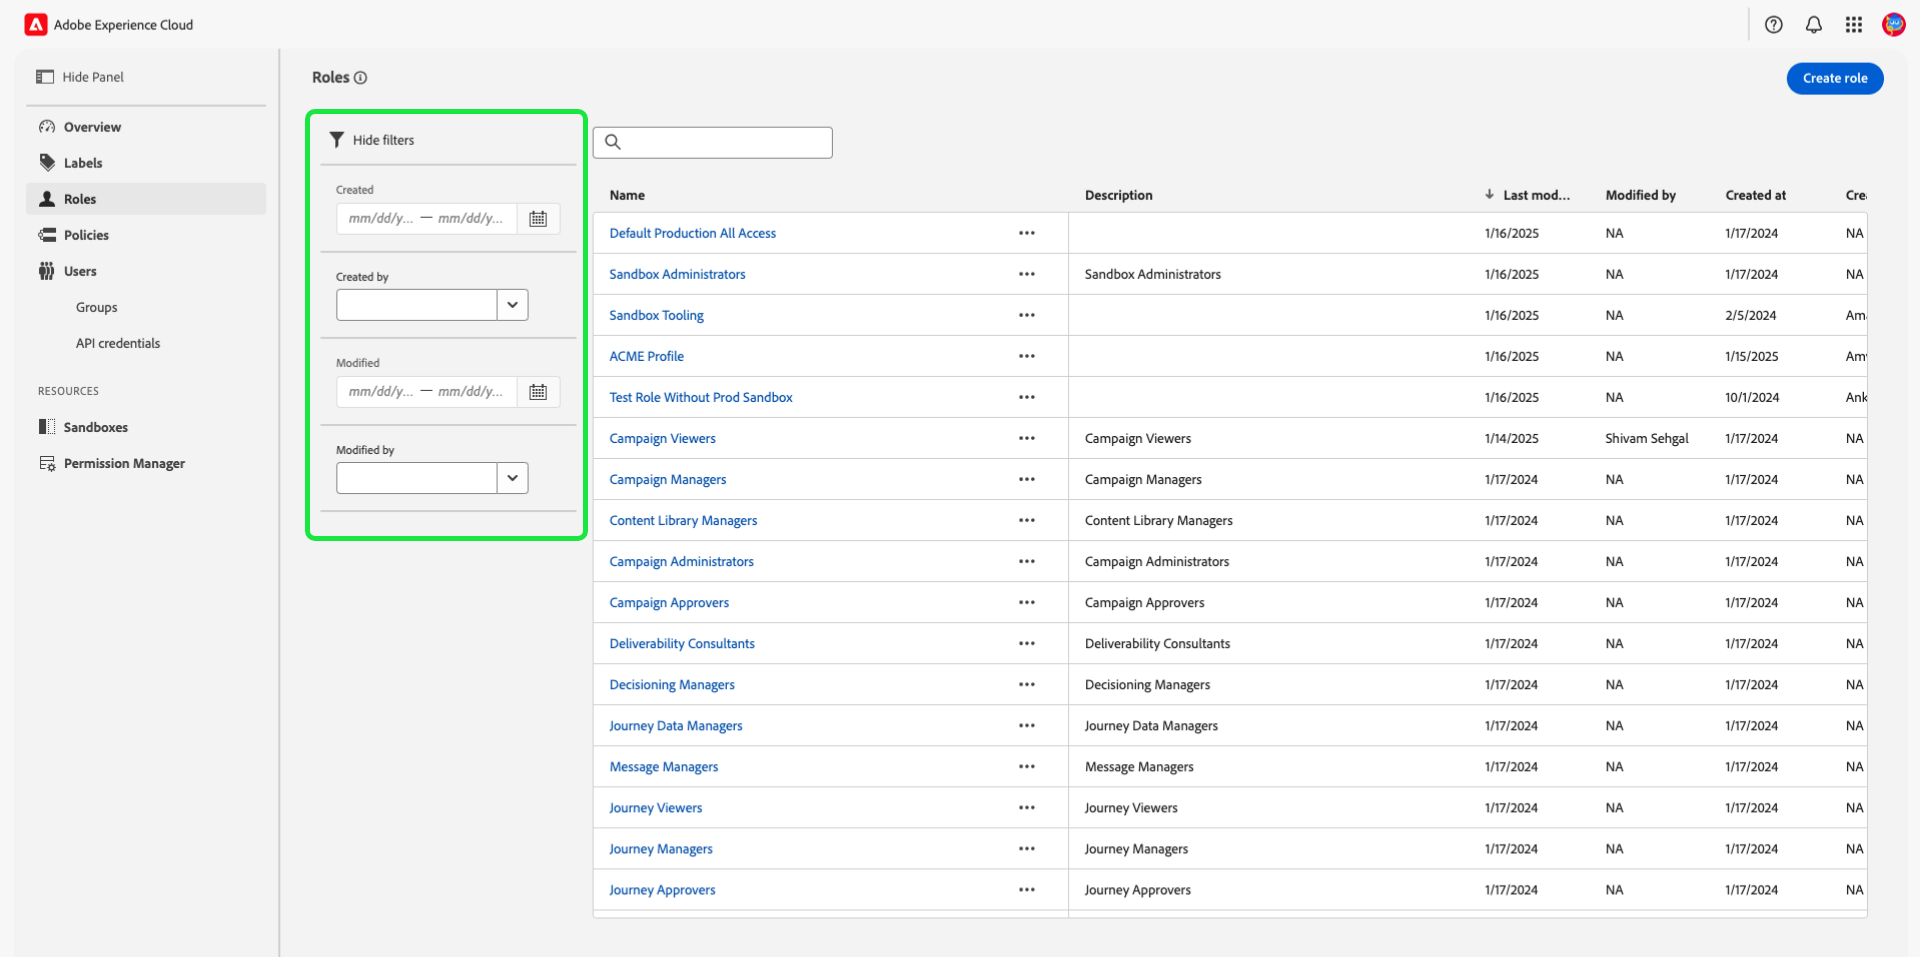 Adobe Experience Cloud
Hide Panel
Overview
Labels
Roles
Policies
Users
Groups
API credentials
RESOURCES
Sandboxes
Permission Manager
Roles
Create role
Hide filters
Created
mm/dd/y... — mm/dd/y...
Created by
Modified
mm/dd/y... — mm/dd/y...
Modified by
Name Description Last mod... Modified by Created at Cre
Default Production All Access 1/16/2025 NA 1/17/2024 NA
Sandbox Administrators Sandbox Administrators 1/16/2025 NA 1/17/2024 NA
Sandbox Tooling 1/16/2025 NA 2/5/2024 Ama
ACME Profile 1/16/2025 NA 1/15/2025 Amy
Test Role Without Prod Sandbox 1/16/2025 NA 10/1/2024 Ank
Campaign Viewers Campaign Viewers 1/14/2025 Shivam Sehgal 1/17/2024 NA
Campaign Managers Campaign Managers 1/17/2024 NA 1/17/2024 NA
Content Library Managers Content Library Managers 1/17/2024 NA 1/17/2024 NA
Campaign Administrators Campaign Administrators 1/17/2024 NA 1/17/2024 NA
Campaign Approvers Campaign Approvers 1/17/2024 NA 1/17/2024 NA
Deliverability Consultants Deliverability Consultants 1/17/2024 NA 1/17/2024 NA
Decisioning Managers Decisioning Managers 1/17/2024 NA 1/17/2024 NA
Journey Data Managers Journey Data Managers 1/17/2024 NA 1/17/2024 NA
Message Managers Message Managers 1/17/2024 NA 1/17/2024 NA
Journey Viewers Journey Viewers 1/17/2024 NA 1/17/2024 NA
Journey Managers Journey Managers 1/17/2024 NA 1/17/2024 NA
Journey Approvers Journey Approvers 1/17/2024 NA 1/17/2024 NA